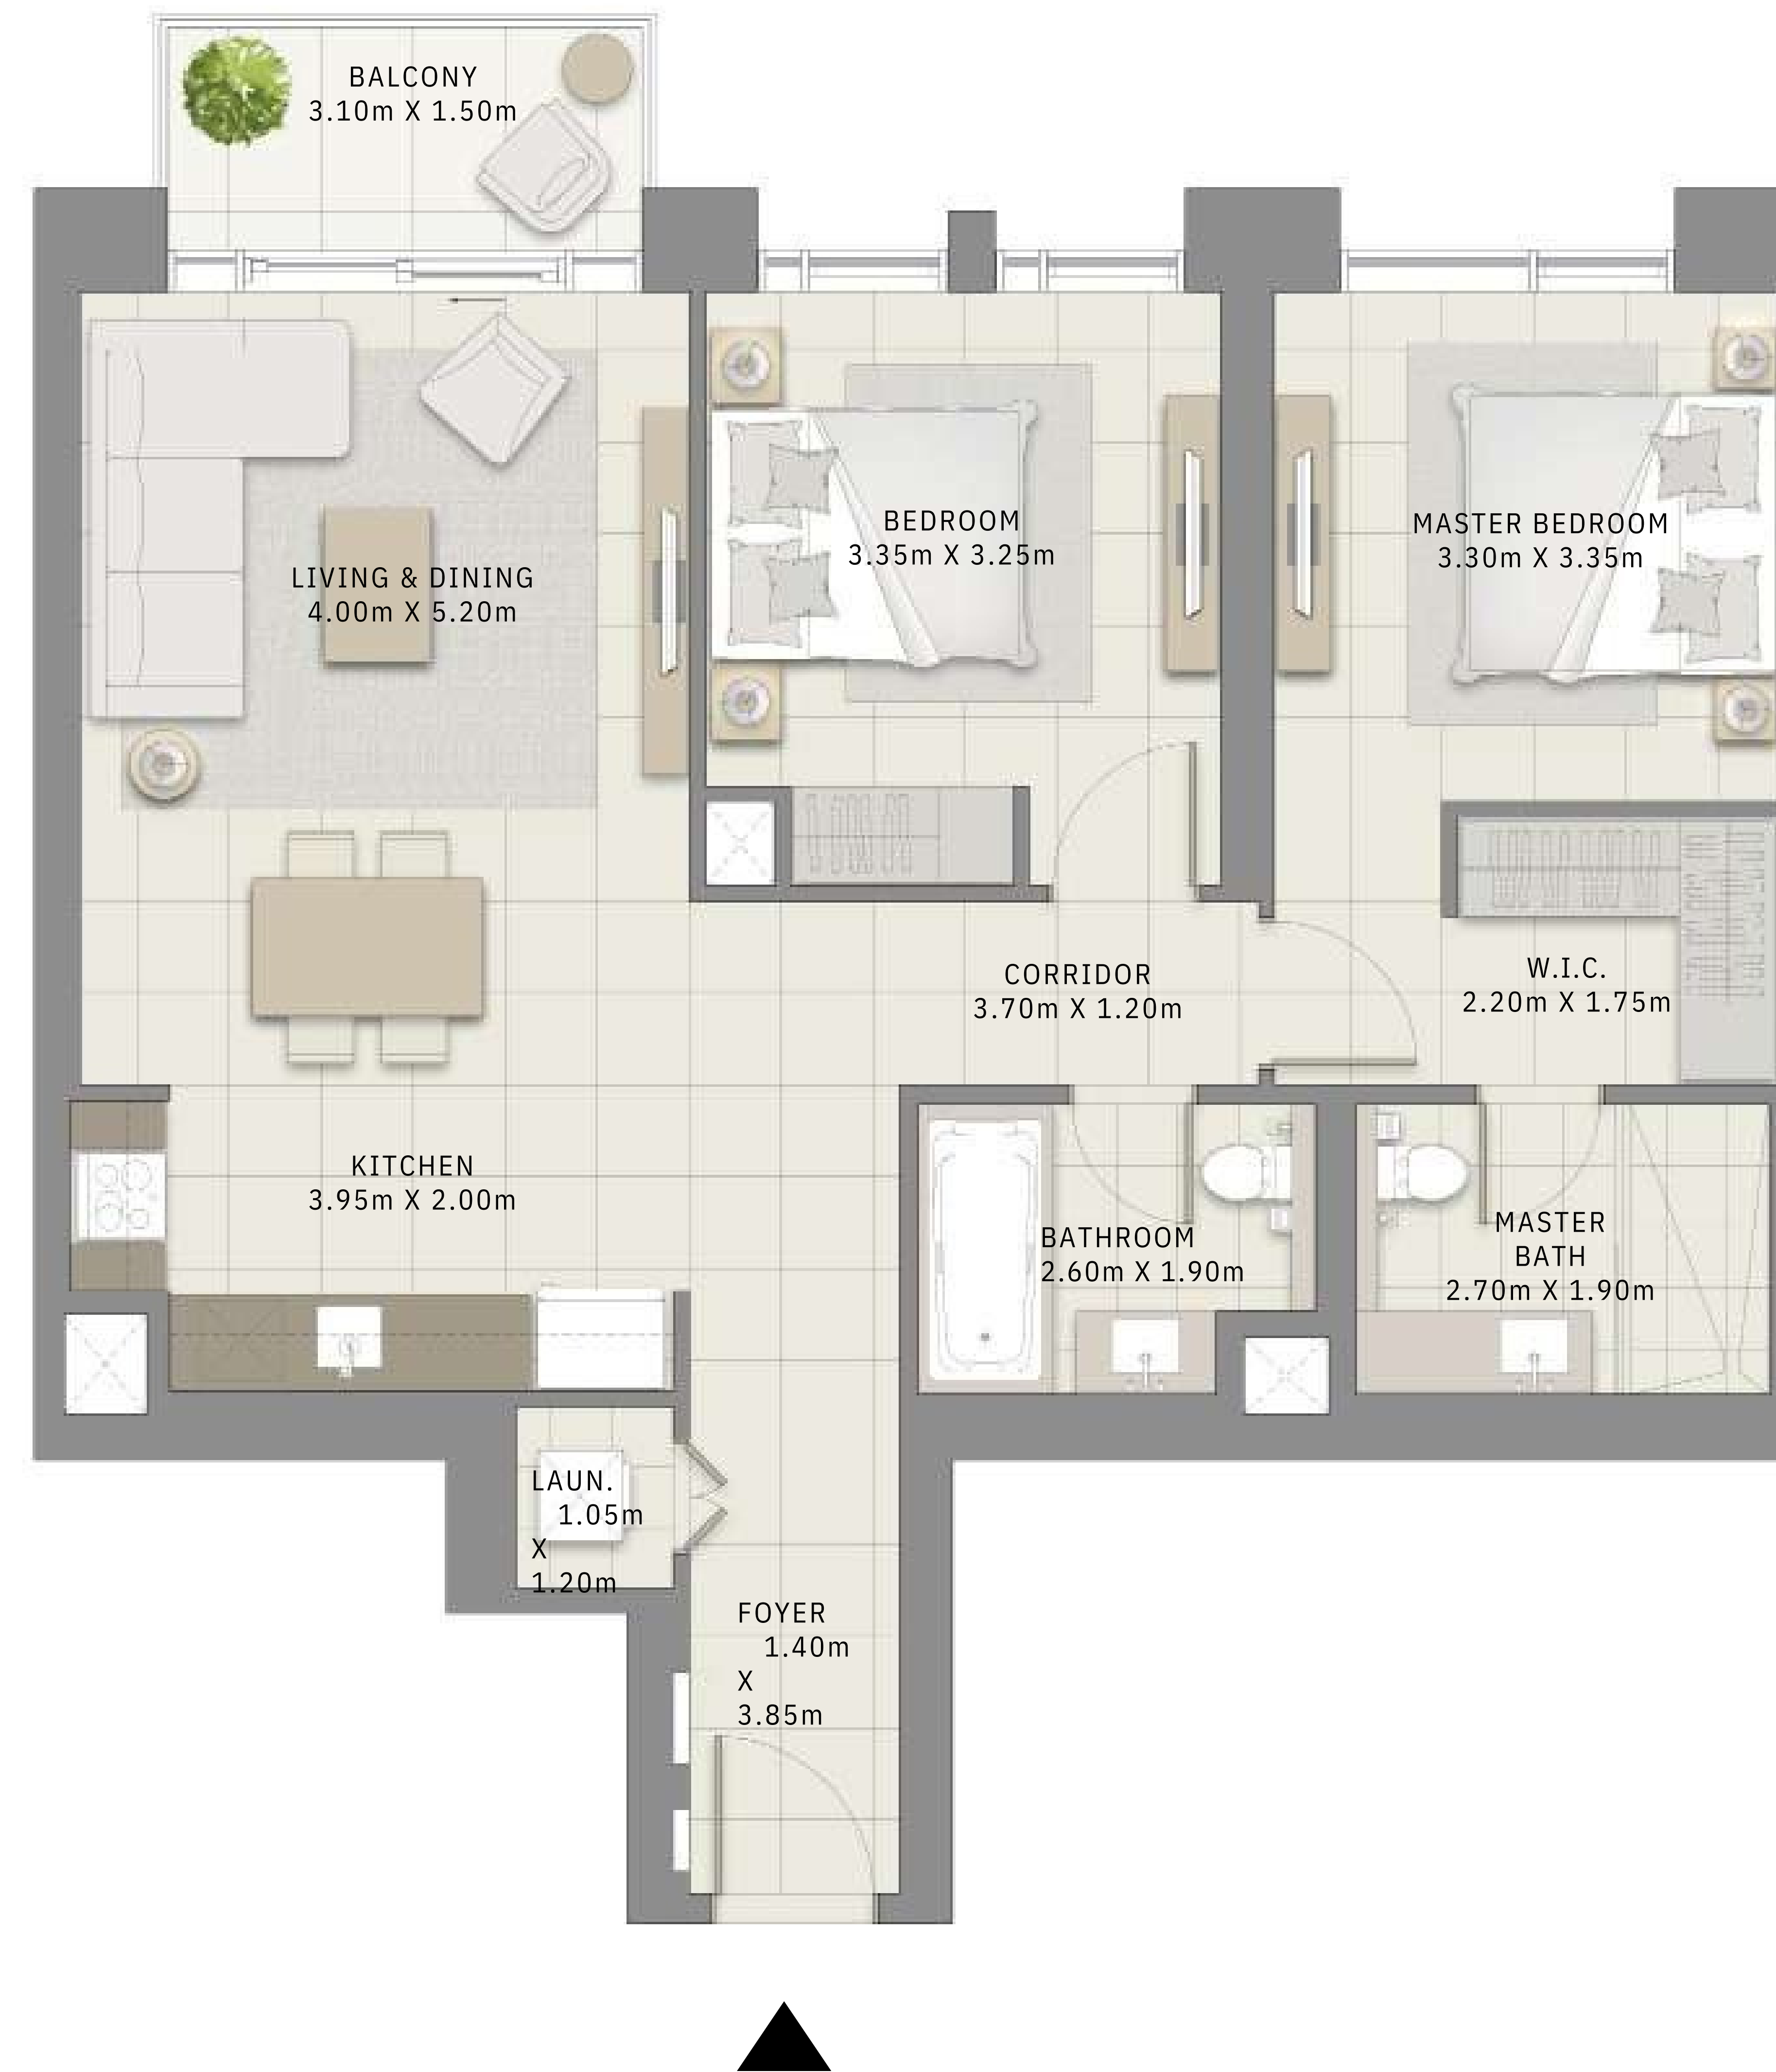 BALCONY
3.10m X 1.50m
BEDROOM
3.35m X 3.25m
MASTER BEDROOM
3.30m X 3.35m
LIVING & DINING
4.00m X 5.20m
CORRIDOR
3.70m X 1.20m
W.I.C.
2.20m X 1.75m
KITCHEN
3.95m X 2.00m
BATHROOM
2.60m X 1.90m
MASTER
BATH
2.70m X 1.90m
LAUN.
1.05m
X
1.20m
FOYER
1.40m
X
3.85m